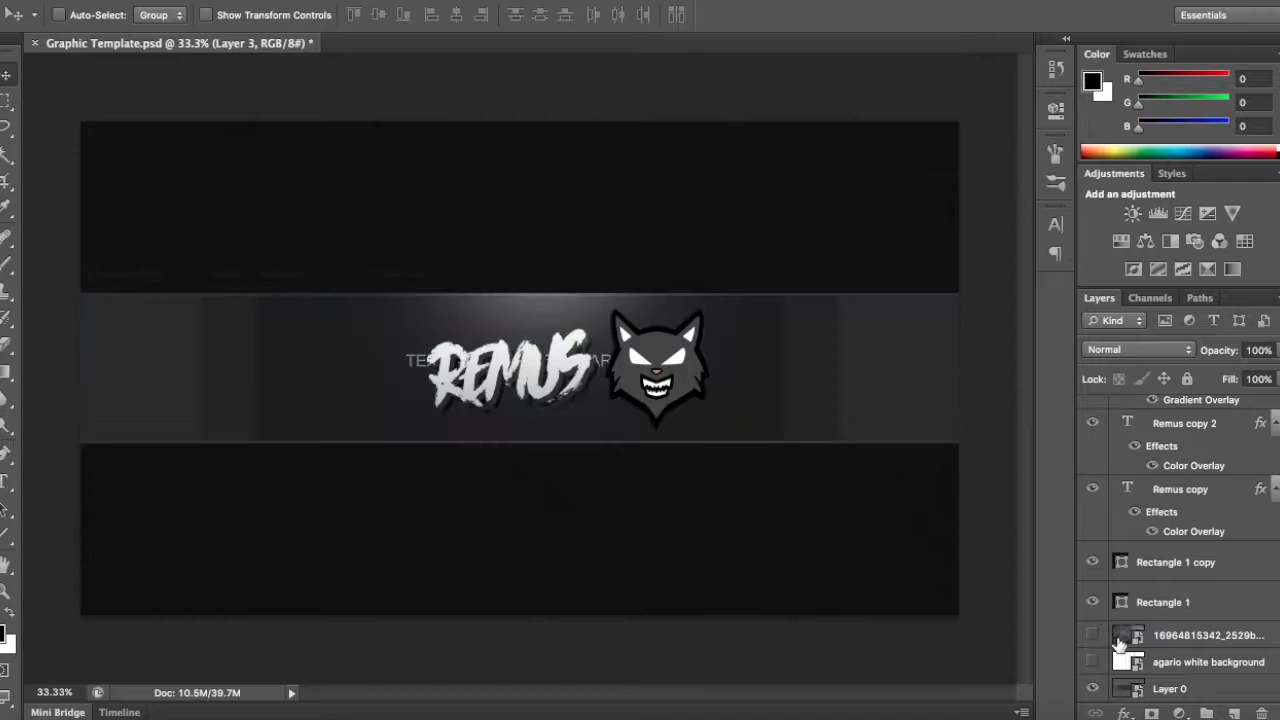 Auto-Select: Group Show Transform Controls Essentials
× Graphic Template.psd @ 33.3% (Layer 3, RGB/8#) *
Color Swatches
R 0
G 0
B 0
Adjustments Styles
Add an adjustment
REMUS
Layers Channels Paths
Kind
Normal Opacity: 100%
Lock: Fill: 100%
Gradient Overlay
T Remus copy 2 fx
Effects
Color Overlay
T Remus copy fx
Effects
Color Overlay
Rectangle 1 copy
Rectangle 1
16964815342_2529b...
agario white background
Layer 0
33.33% Doc: 10.5M/39.7M
Mini Bridge Timeline